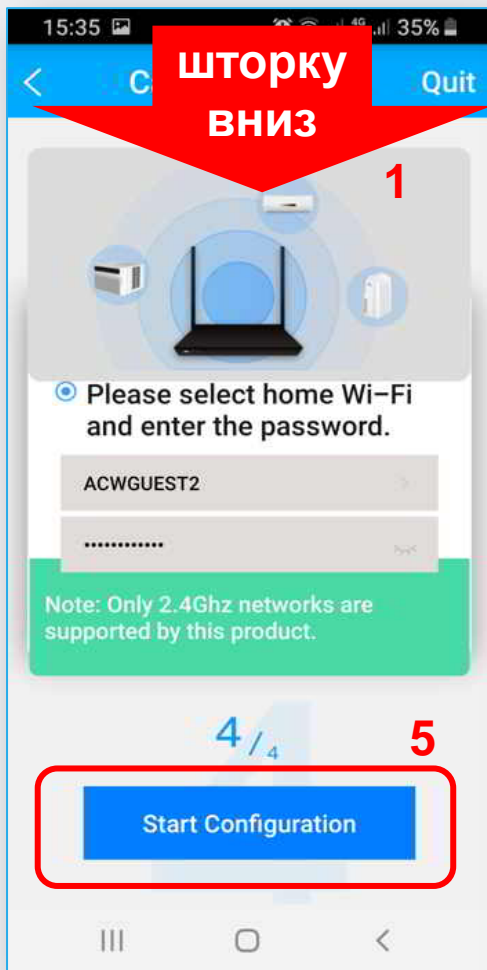 15:35 4G 35%
шторку
вниз
C Quit
1
Please select home Wi-Fi
and enter the password.
ACWGUEST2
••••••••••••
Note: Only 2.4Ghz networks are
supported by this product.
4/4
5
Start Configuration